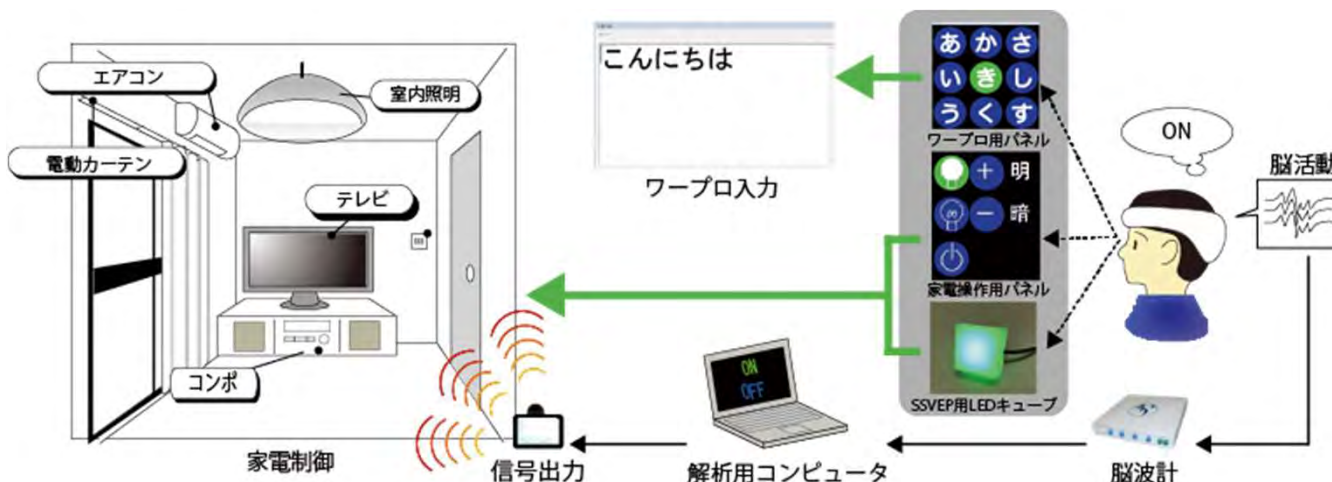 エアコン
室内照明
電動カーテン
テレビ
コンポ
家電制御
こんにちは
ワープロ入力
あかさ
いきし
うくす
ワープロ用パネル
＋ 明
－ 暗
家電操作用パネル
SSVEP用LEDキューブ
ON
脳活動
ON
OFF
信号出力
解析用コンピュータ
脳波計